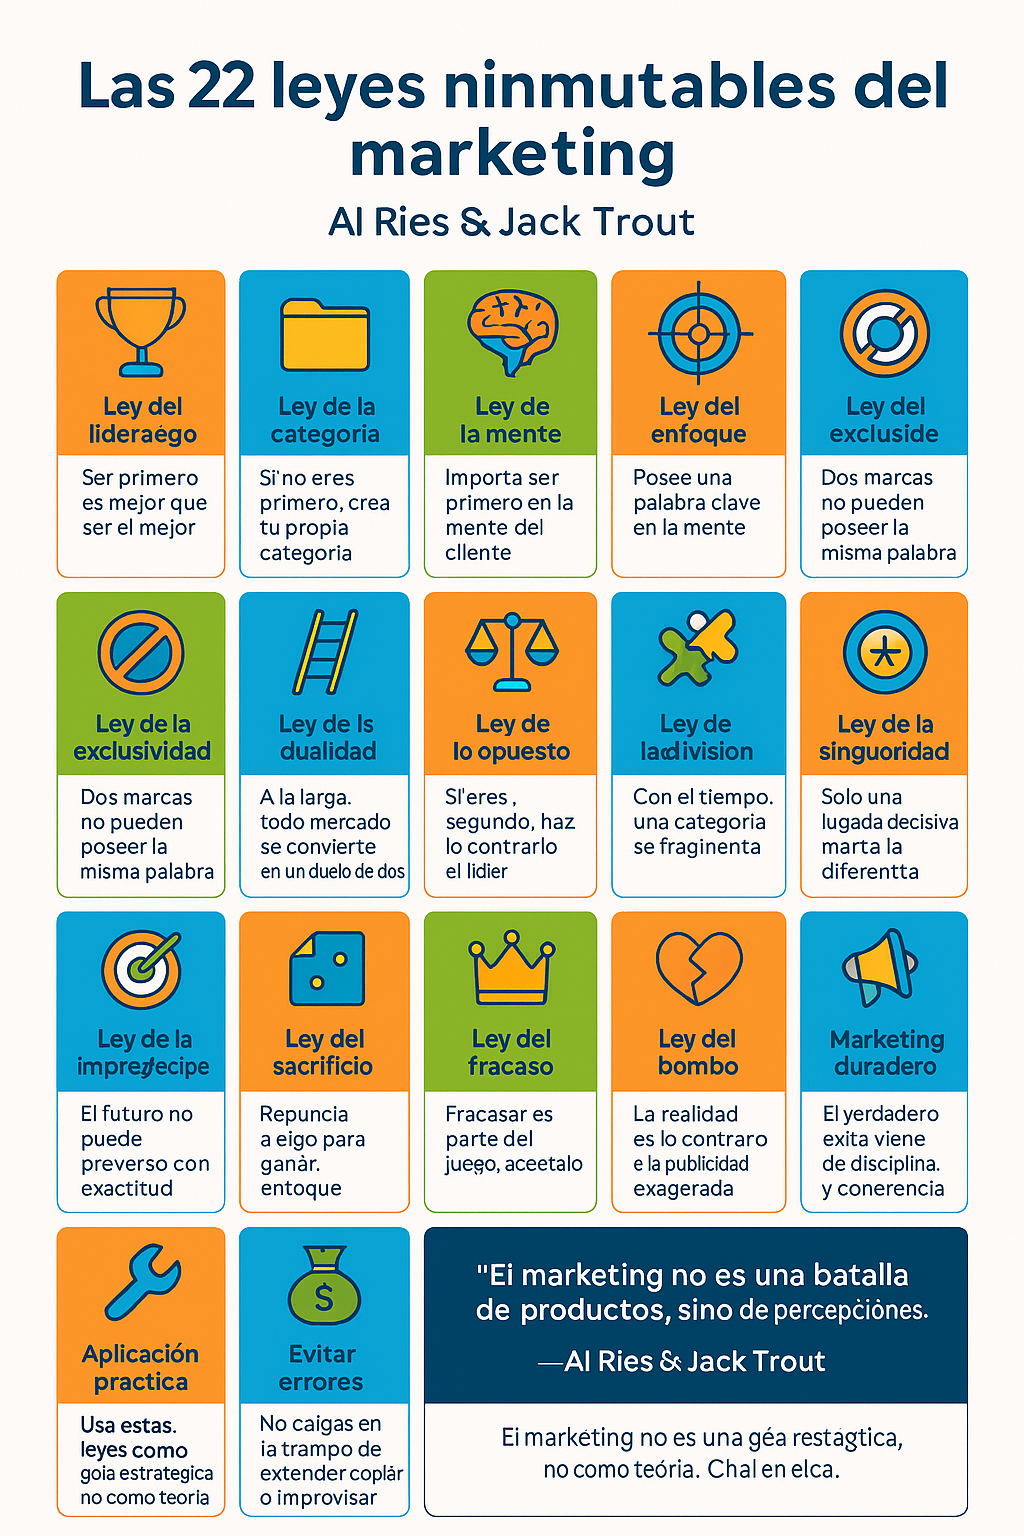 Las 22 leyes ninmutables del
marketing
Al Ries & Jack Trout
Ley del
lideraégo
Ser primero
es mejor que
ser el mejor
Ley de la
categoria
Si'no eres
primero, crea
tu propia
categoria
Ley de
la mente
Importa ser
primero en la
mente del
cllente
Ley del
enfoque
Posee una
palabra clave
en la mente
Ley del
excluside
Dos marcas
no pueden
poseer la
misma palabra
Ley de la
exclusividad
Dos marcas
no pueden
poseer la
misma palabra
Ley de ls
dualidad
A la larga.
todo mercado
se convierte
en un duelo de dos
Ley de
lo opuesto
Sl'eres ,
segundo, haz
lo contrarlo
el lidier
Ley de
ladivision
Con el tiempo.
una categoria
se fraginenta
Ley de la
singuoridad
Solo una
lugada decisiva
marta la
diferentta
Ley de la
El futuro no
puede
preverso con
exactitud
Ley del
sacrificio
Repuncia
a eigo para
ganàr.
entoque
Ley del
fracaso
Fracasar es
parte del
juego, aceetalo
Ley del
bombo
La realidad
es lo contraro
e la publicidad
exagerada
Marketing
duradero
El yerdadero
exita viene
de disciplina.
y conerencia
Aplicación
practica
Usa estas.
leyes como
goia estrategica
no como teoria
Evitar
errores
No caigas en
ia trampo de
extender coplár
o improvisar
"Ei marketing no es una batalla
de productos, sino de percepciones.
—Al Ries & Jack Trout
Ei marketing no es una géa restagtica,
no como teória. Chal en elca.